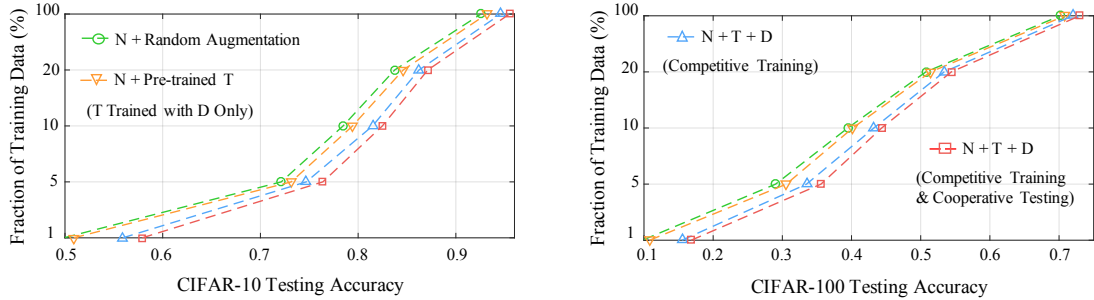 Fraction of Training Data (%)
100
20
10
5
1
N + Random Augmentation
N + Pre-trained T
(T Trained with D Only)
0.5
0.6
0.7
0.8
0.9
CIFAR-10 Testing Accuracy
Fraction of Training Data (%)
100
20
10
5
1
N + T + D
(Competitive Training)
N + T + D
(Competitive Training
& Cooperative Testing)
0.1
0.2
0.3
0.4
0.5
0.6
0.7
CIFAR-100 Testing Accuracy